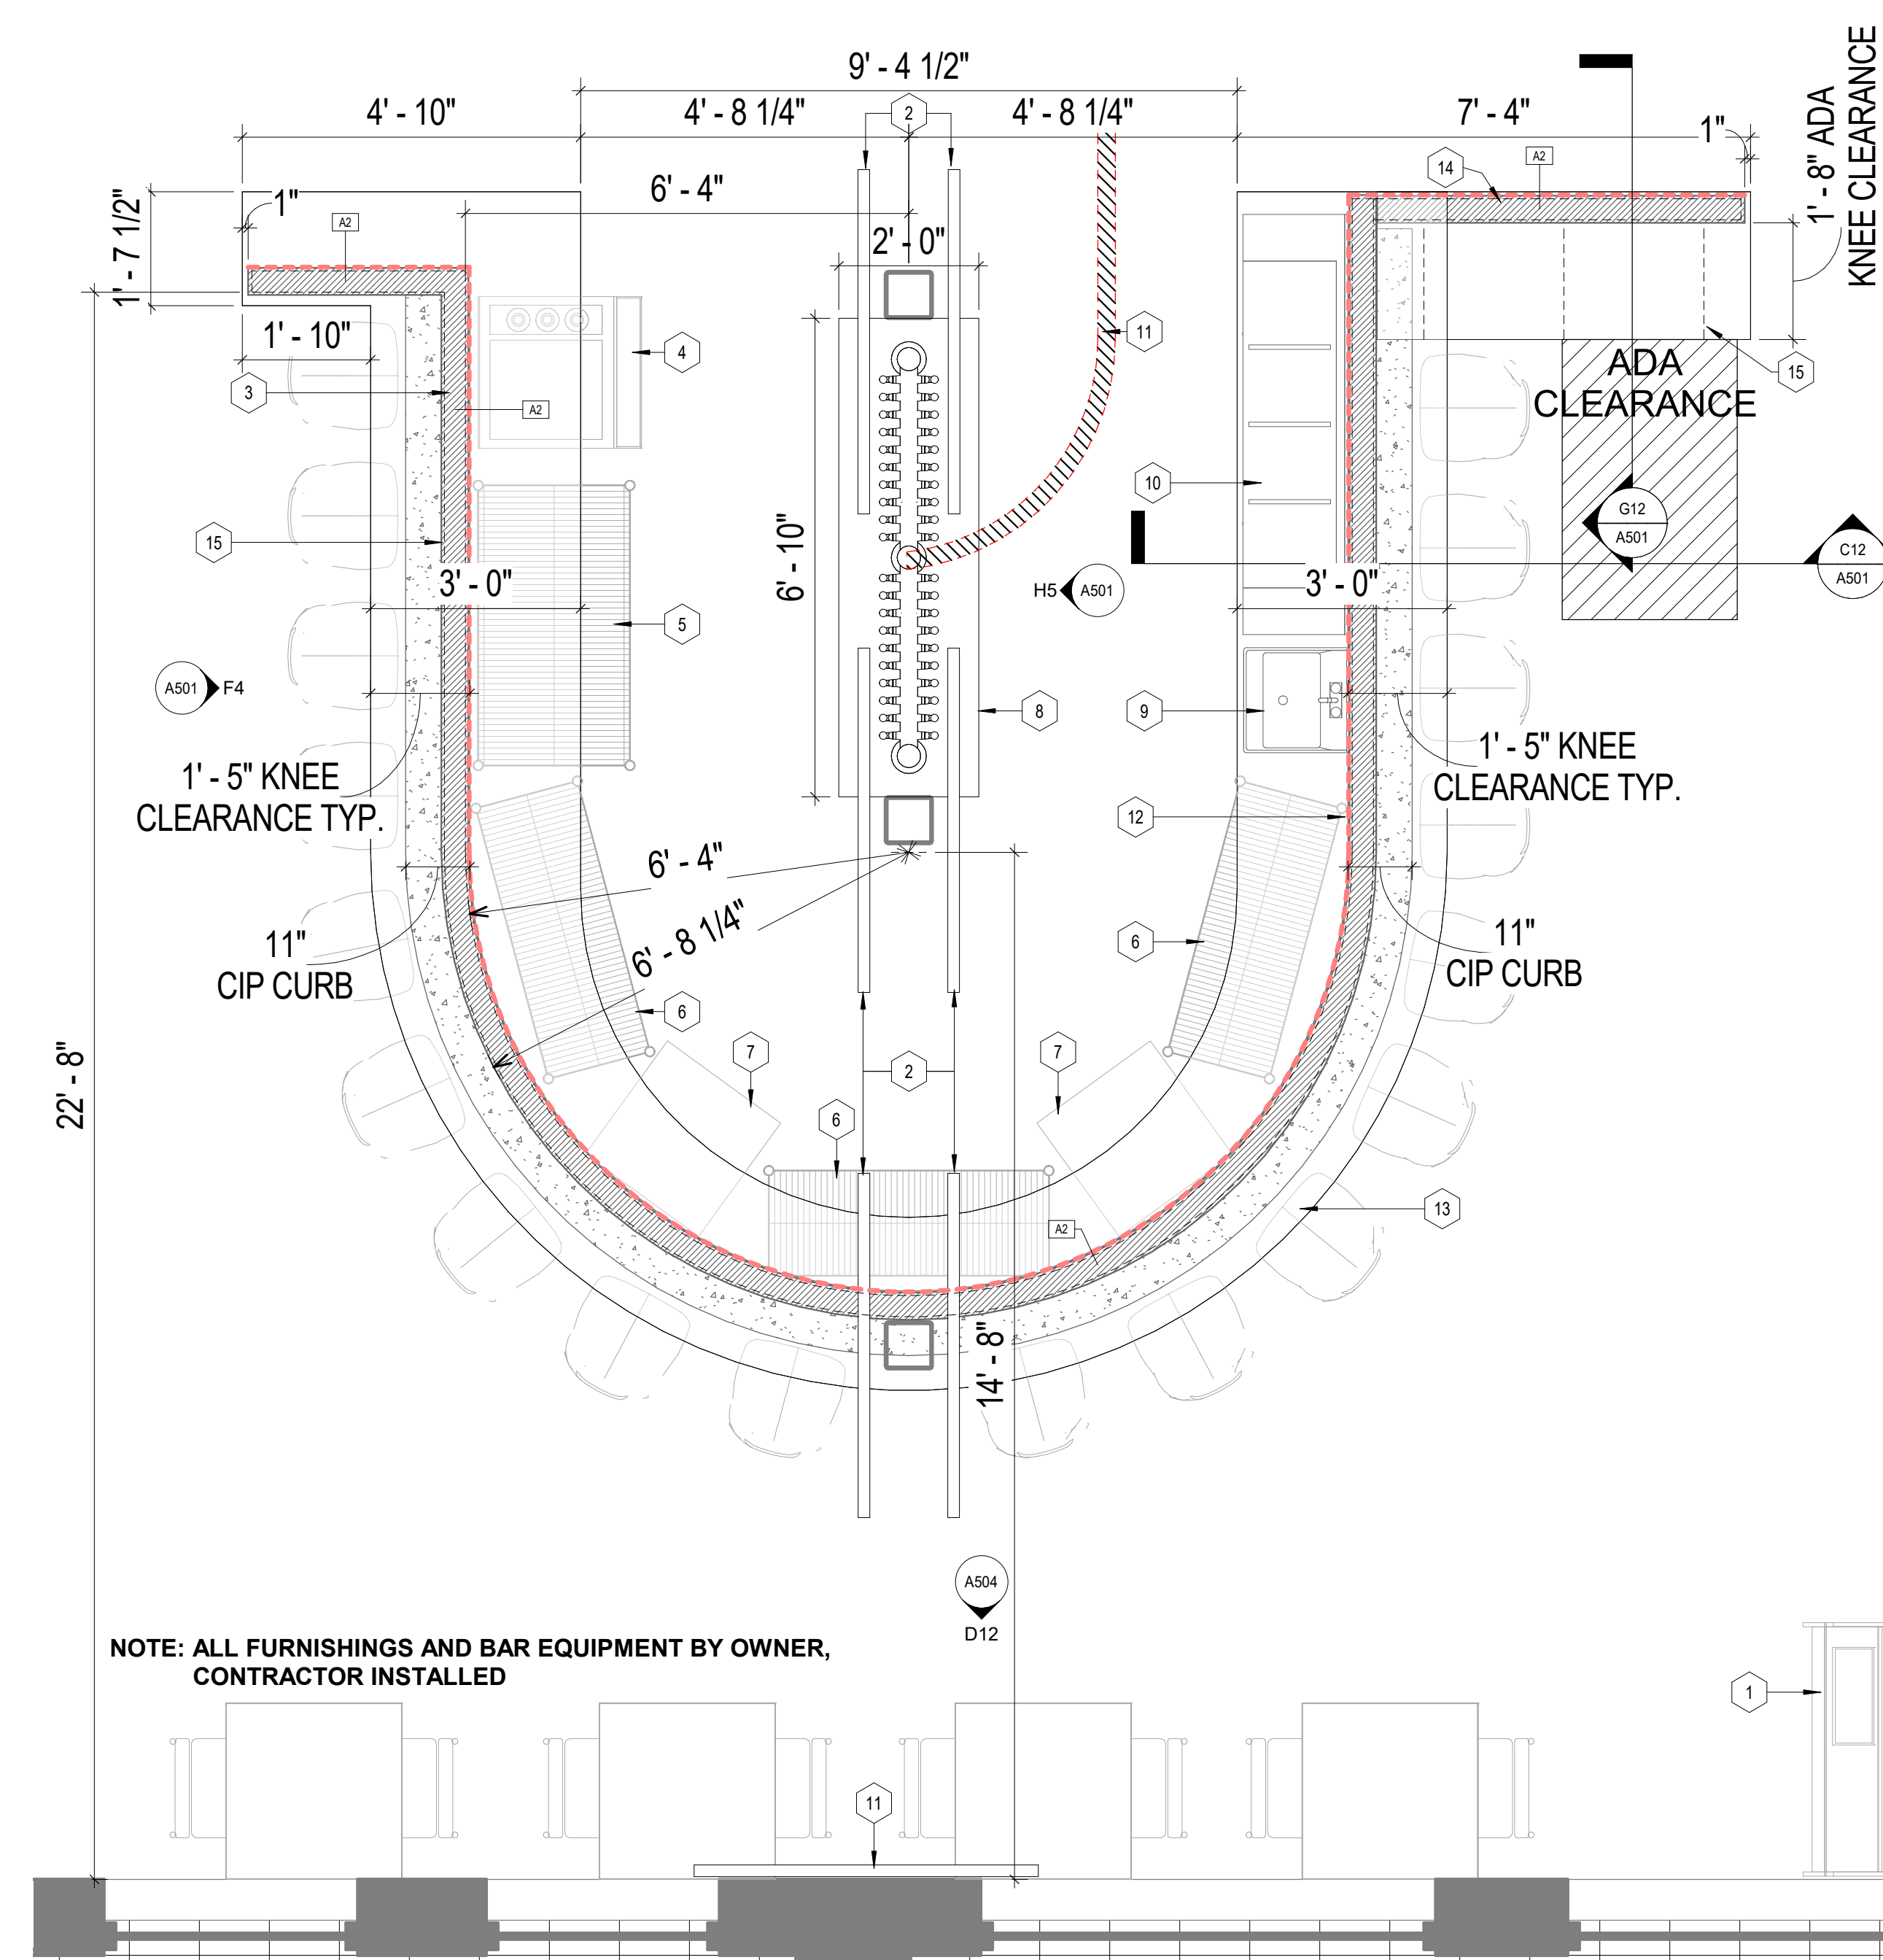 9' - 4 1/2"
4' - 10"
4' - 8 1/4"
2
4' - 8 1/4"
7' - 4"
1"
1' - 8" ADA
KNEE CLEARANCE
14
A2
6' - 4"
1' - 7 1/2"
1"
A2
2' - 0"
1' - 10"
3
4
11
A2
ADA
CLEARANCE
15
10
G12
A501
C12
A501
15
3' - 0"
6' - 10"
H5
A501
3' - 0"
5
A501
F4
8
9
1' - 5" KNEE
CLEARANCE TYP.
1' - 5" KNEE
CLEARANCE TYP.
12
6' - 4"
6' - 8 1/4"
11"
CIP CURB
6
11"
CIP CURB
6
7
7
2
22' - 8"
6
A2
13
14' - 8"
A504
D12
NOTE: ALL FURNISHINGS AND BAR EQUIPMENT BY OWNER,
CONTRACTOR INSTALLED
1
11